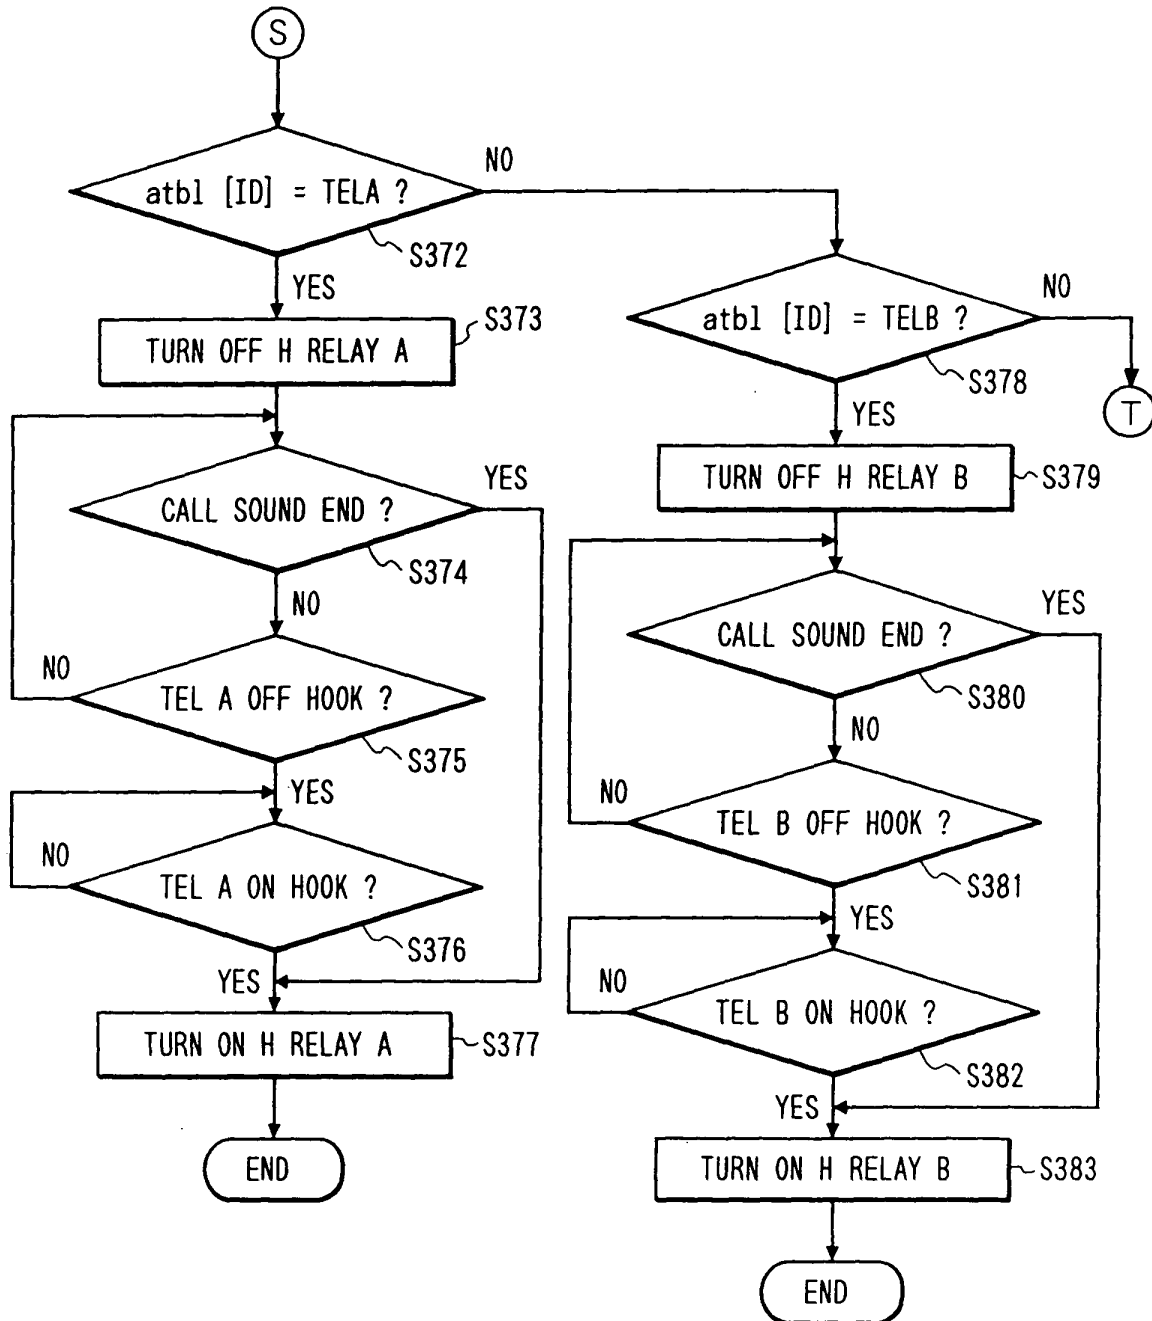 S
atbl [ID] = TELA ?
NO
S372
YES
TURN OFF H RELAY A
S373
CALL SOUND END ?
YES
S374
NO
TEL A OFF HOOK ?
NO
S375
YES
TEL A ON HOOK ?
NO
S376
YES
TURN ON H RELAY A
S377
END
atbl [ID] = TELB ?
NO
S378
T
YES
TURN OFF H RELAY B
S379
CALL SOUND END ?
YES
S380
NO
TEL B OFF HOOK ?
NO
S381
YES
TEL B ON HOOK ?
NO
S382
YES
TURN ON H RELAY B
S383
END